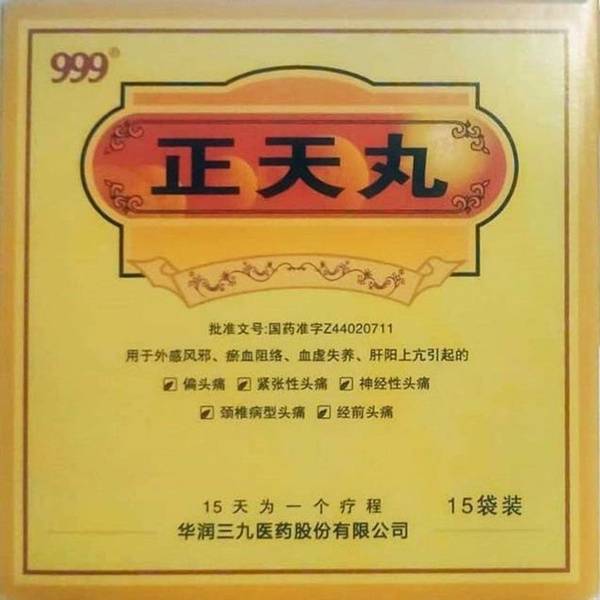 999®
正天丸
批准文号:国药准字Z44020711
用于外感风邪、瘀血阻络、血虚失养、肝阳上亢引起的
偏头痛 紧张性头痛 神经性头痛
颈椎病型头痛 经前头痛
15天为一个疗程 15袋装
华润三九医药股份有限公司